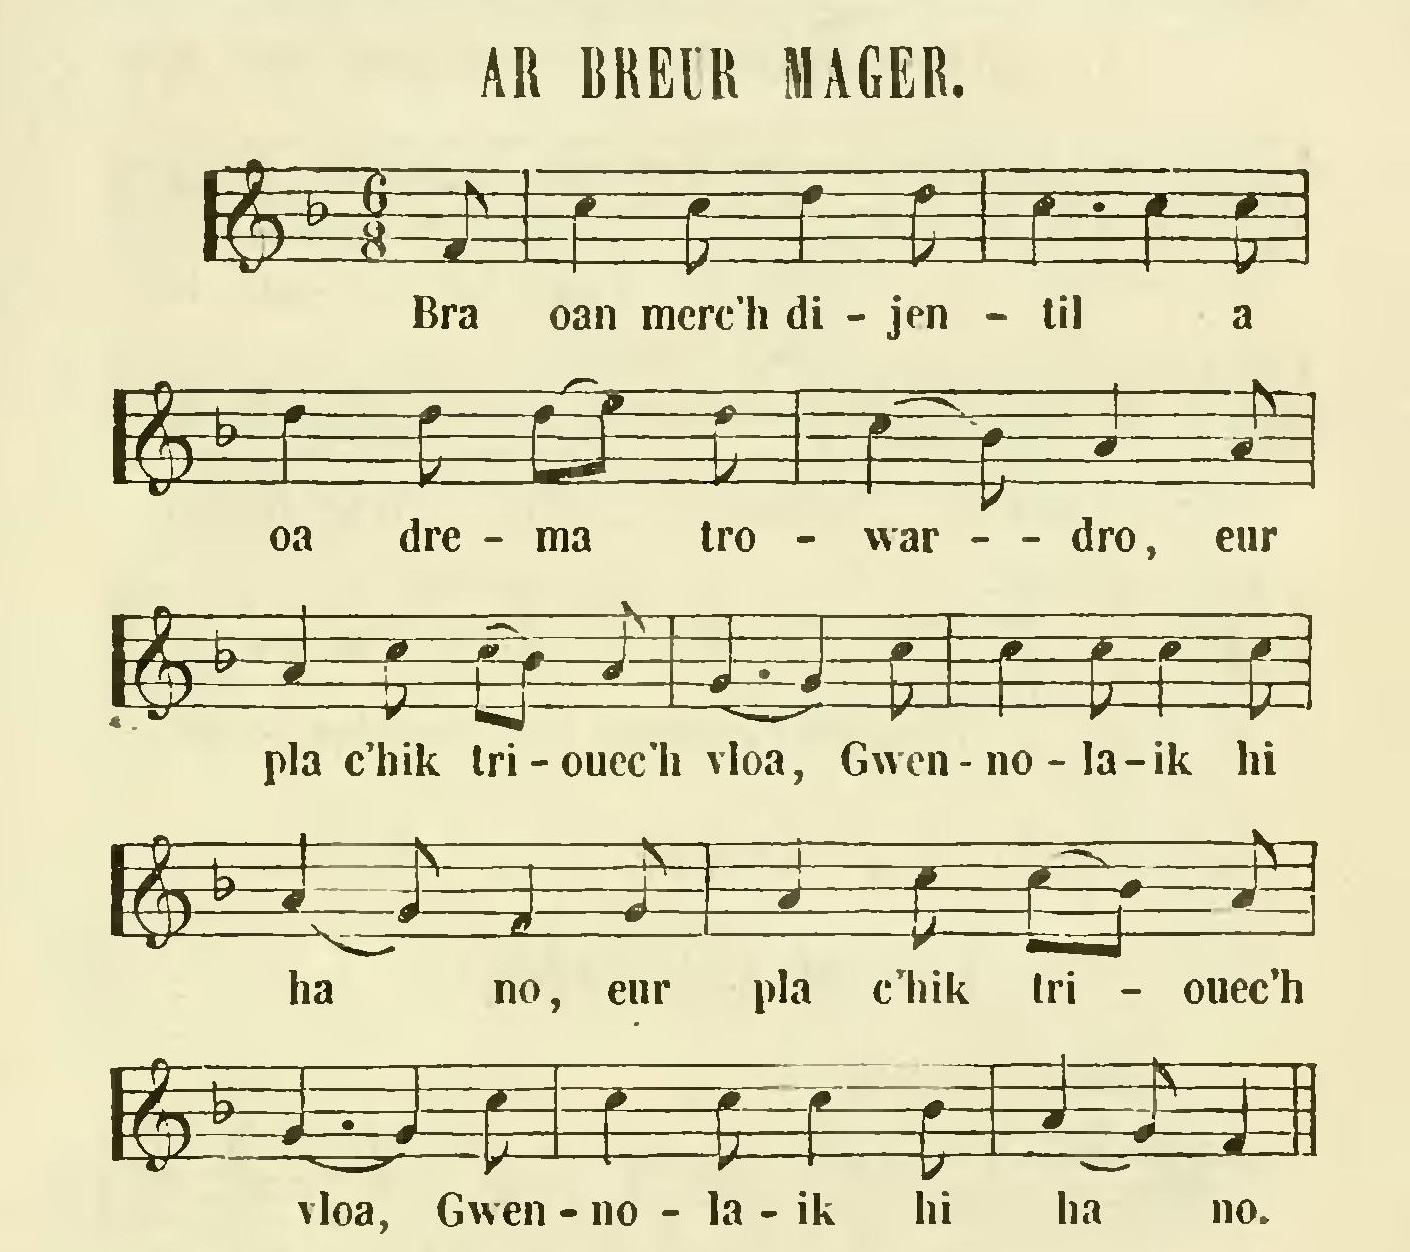 AR BREUR MAGER.
6
8
Bra oan merc'h di - jen - til a
oa dre - ma tro - war - - dro, eur
pla c'hik tri - ouec'h vloa, Gwen - no - la - ik hi
ha no, eur pla c'hik tri - ouec'h
vloa, Gwen - no - la - ik hi ha no.